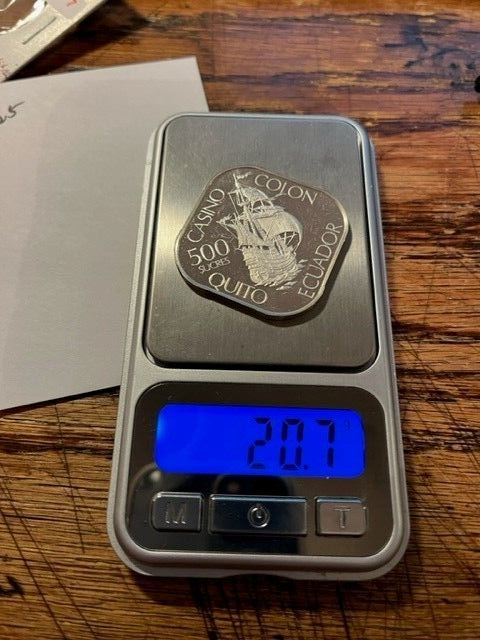 CASINO COLON
500
SUCRES
QUITO
ECUADOR
20.7
M
T